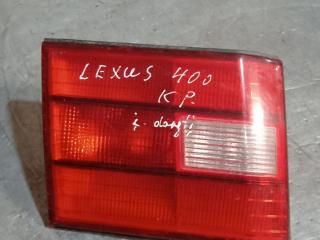 LEXUS 400
K P.
į. dangtį